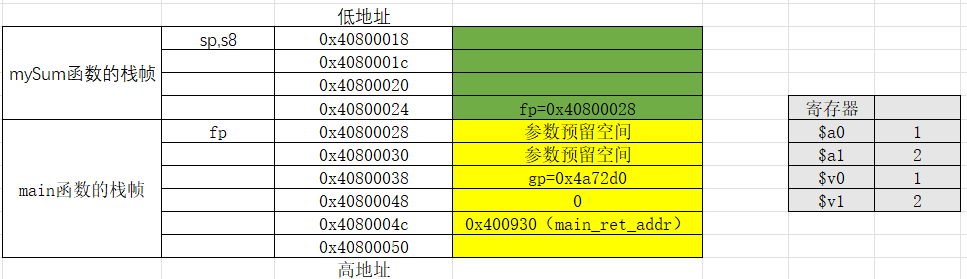 低地址
mySum函数的栈帧 sp,s8 0x40800018
0x4080001c
0x40800020
0x40800024 fp=0x40800028
main函数的栈帧 fp 0x40800028 参数预留空间
0x40800030 参数预留空间
0x40800038 gp=0x4a72d0
0x40800048 0
0x4080004c 0x400930（main_ret_addr）
0x40800050
高地址
寄存器
$a0 1
$a1 2
$v0 1
$v1 2